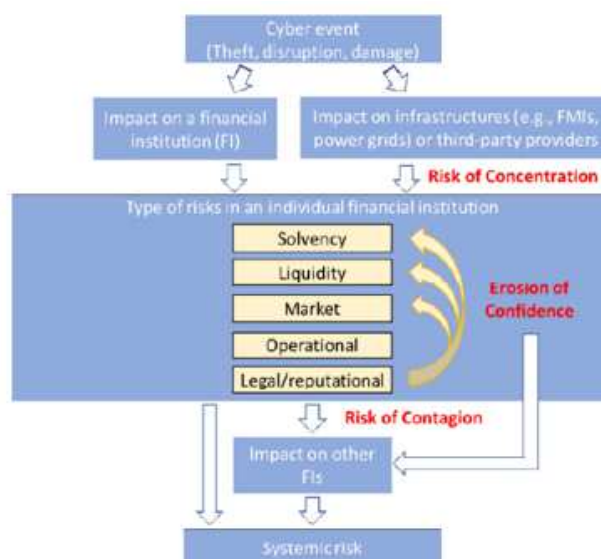 Cyber event
(Theft, disruption, damage)
Impact on a financial
institution (FI)
Impact on infrastructures (e.g., FMIs,
power grids) or third-party providers
Risk of Concentration
Type of risks in an individual financial institution
Solvency
Liquidity
Market
Operational
Legal/reputational
Erosion of
Confidence
Risk of Contagion
Impact on other
FIs
Systemic risk